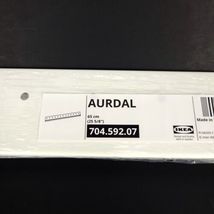 AURDAL
65 cm
(25 5/8")
704.592.07
IKEA
Made in